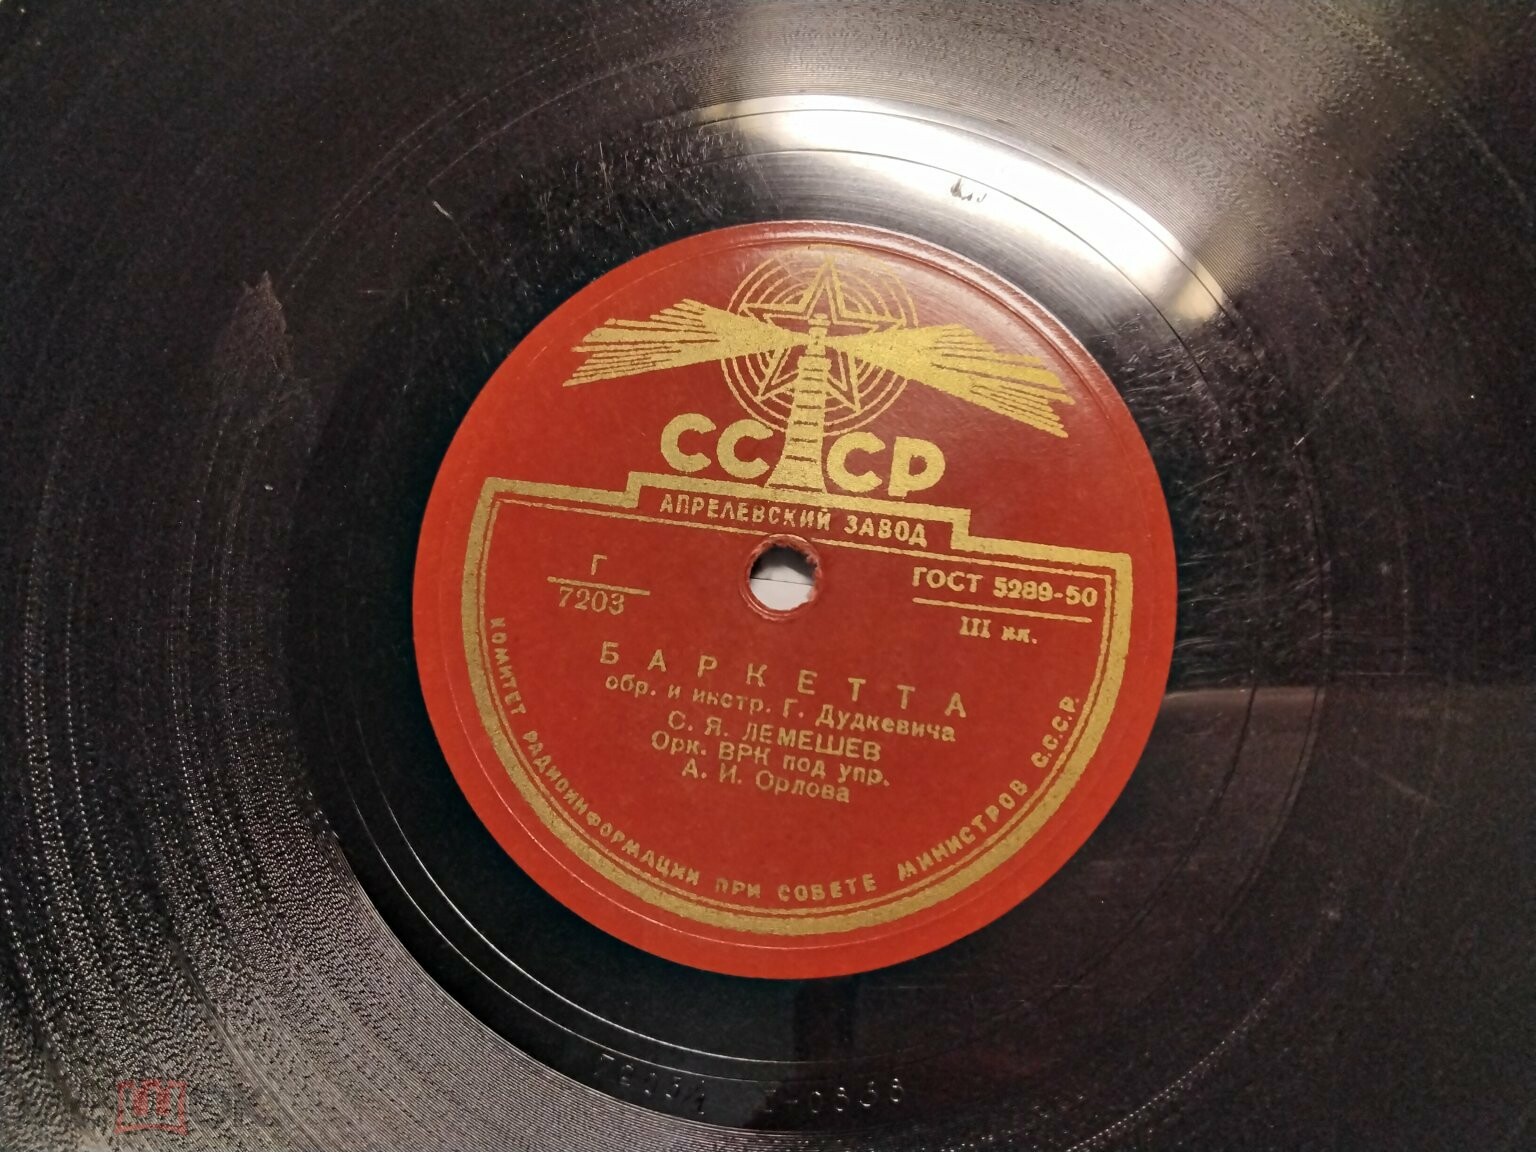 СССР
АПРЕЛЕВСКИЙ ЗАВОД
Г
7203
ГОСТ 5289-50
III кл.
БАРКЕТТА
обр. и инстр. Г. Дудкевича
С. Я. ЛЕМЕШЕВ
Орк. ВРК под упр.
А. И. Орлова
КОМИТЕТ РАДИОИНФОРМАЦИИ ПРИ СОВЕТЕ МИНИСТРОВ С.С.С.Р.